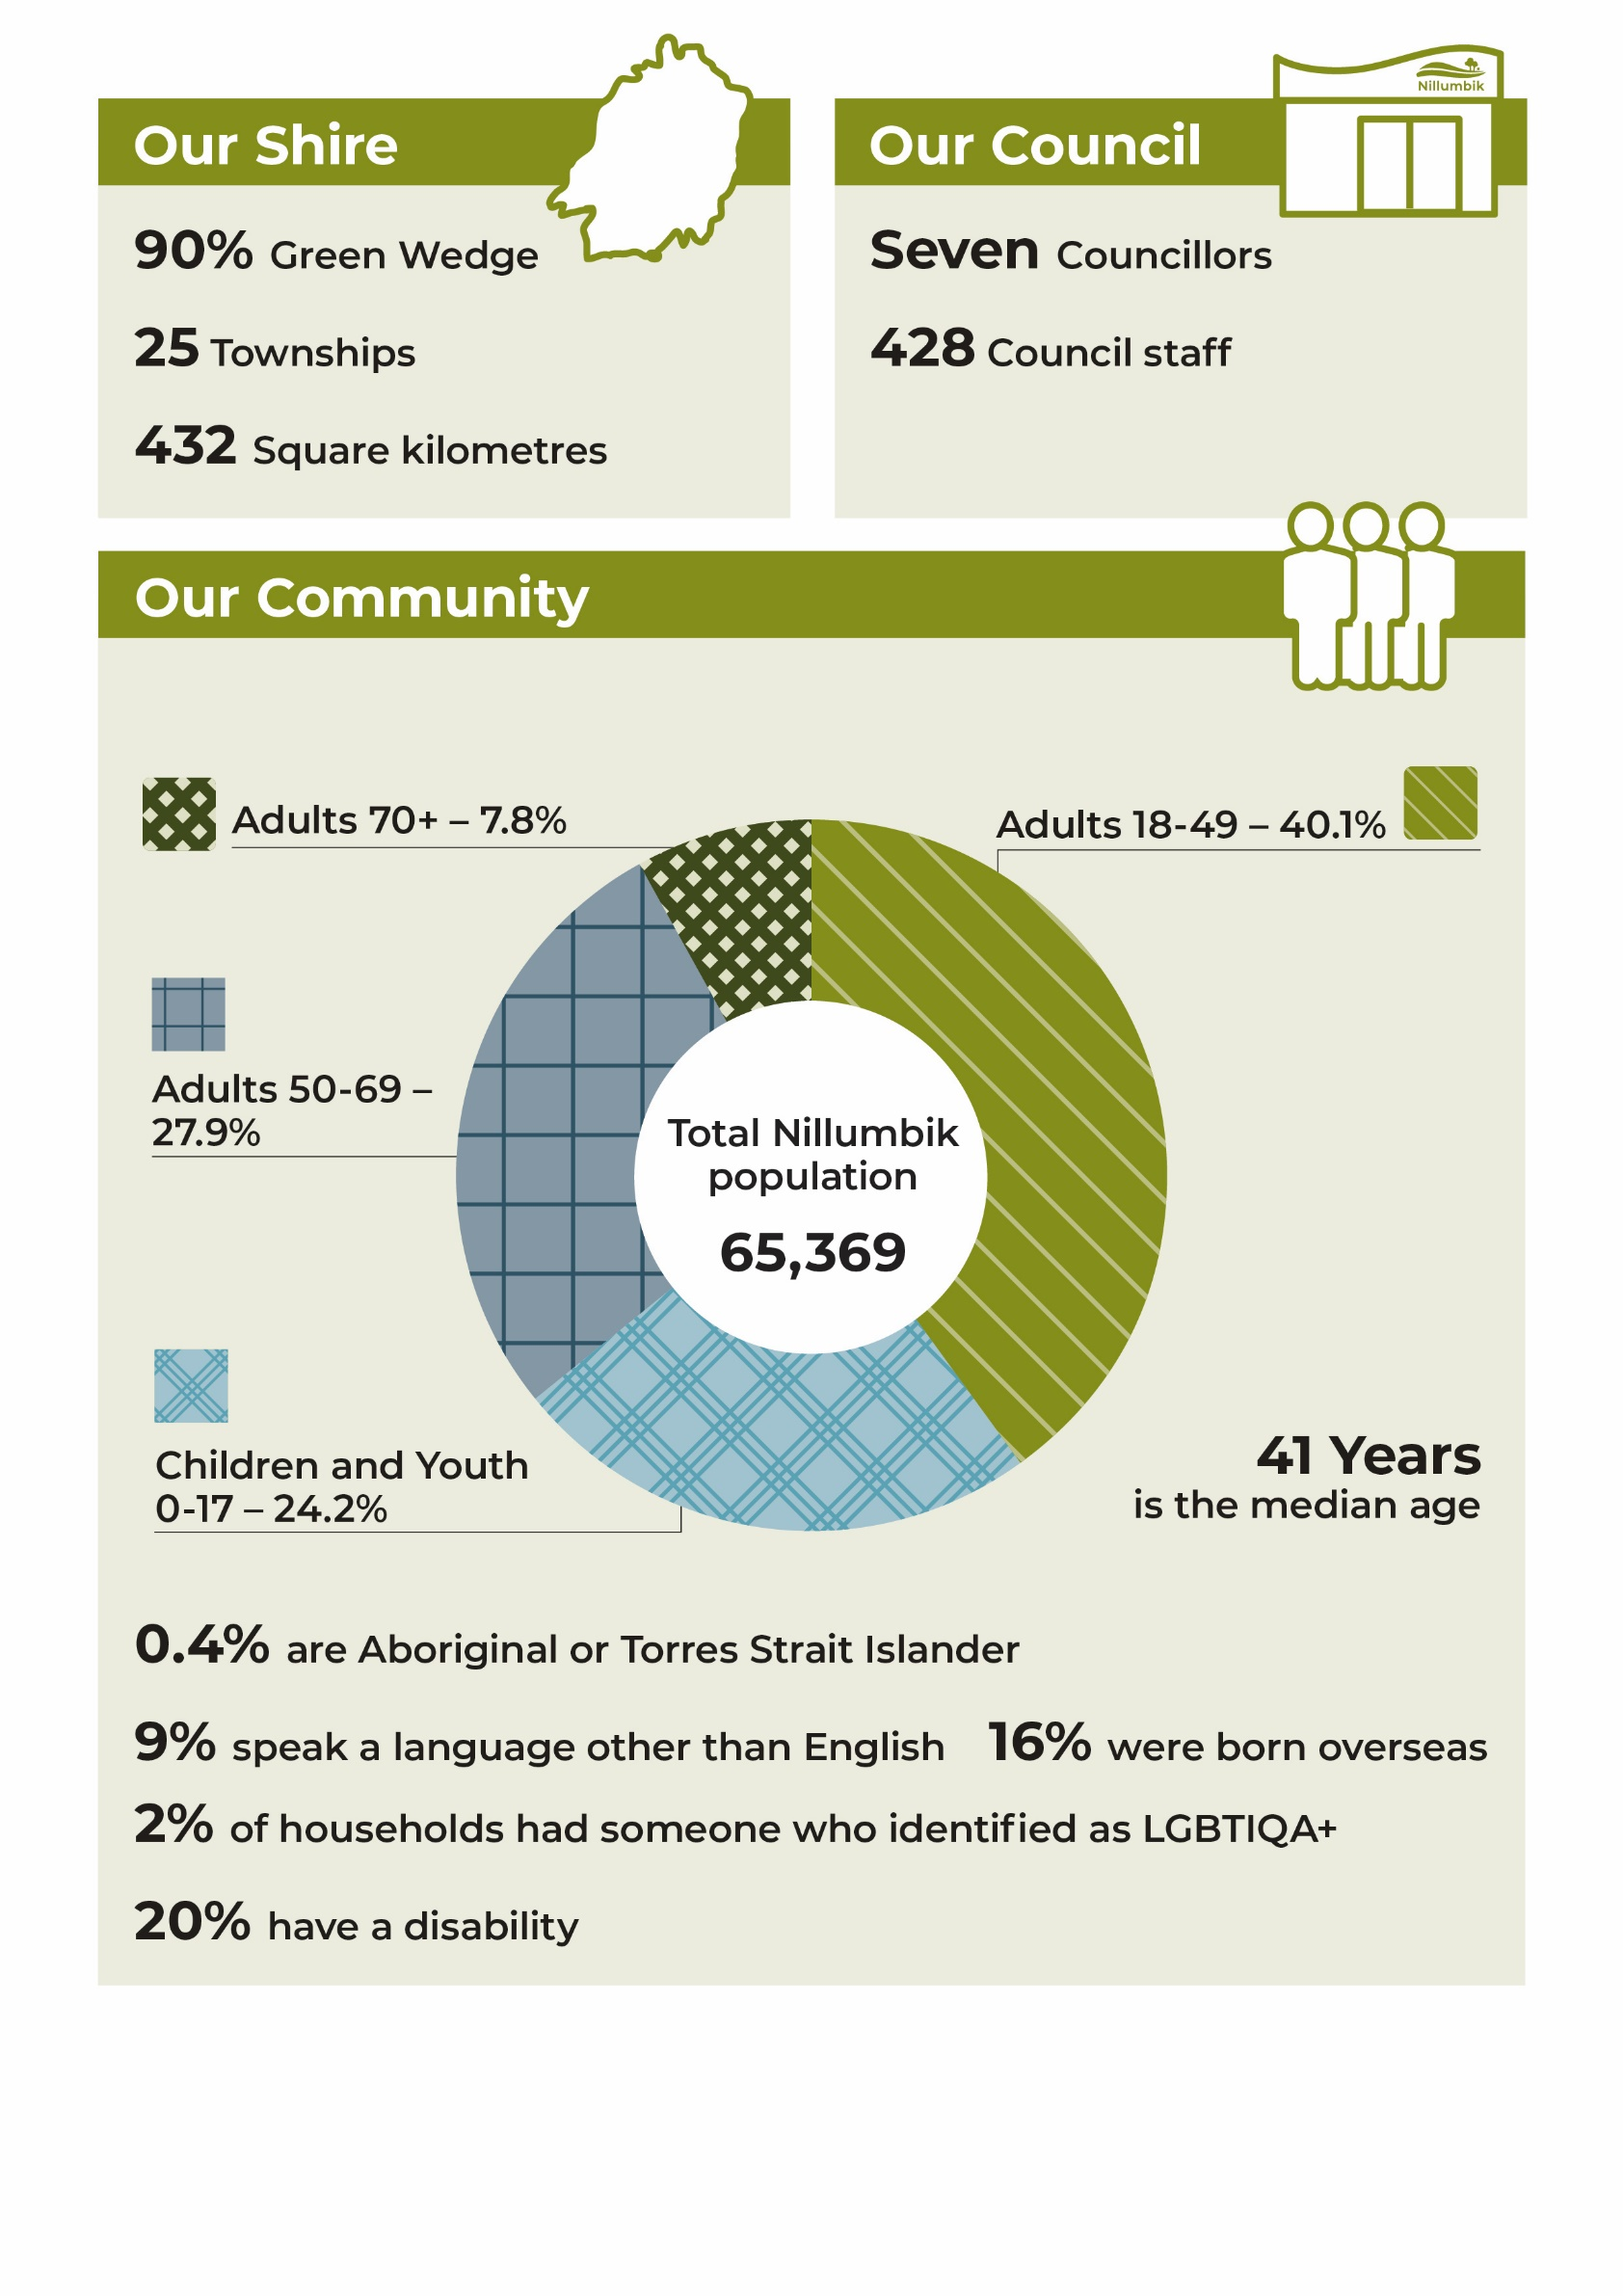 Our Shire
90% Green Wedge
25 Townships
432 Square kilometres
Our Council
Nillumbik
Seven Councillors
428 Council staff
Our Community
Adults 70+ – 7.8%
Adults 18-49 – 40.1%
Adults 50-69 –
27.9%
Total Nillumbik
population
65,369
Children and Youth
0-17 – 24.2%
41 Years
is the median age
0.4% are Aboriginal or Torres Strait Islander
9% speak a language other than English 16% were born overseas
2% of households had someone who identified as LGBTIQA+
20% have a disability